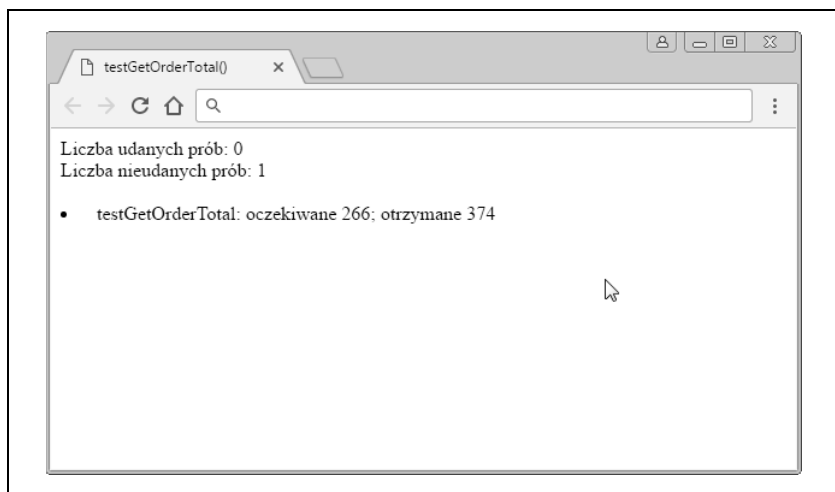 testGetOrderTotal()
Liczba udanych prób: 0
Liczba nieudanych prób: 1
testGetOrderTotal: oczekiwane 266; otrzymane 374